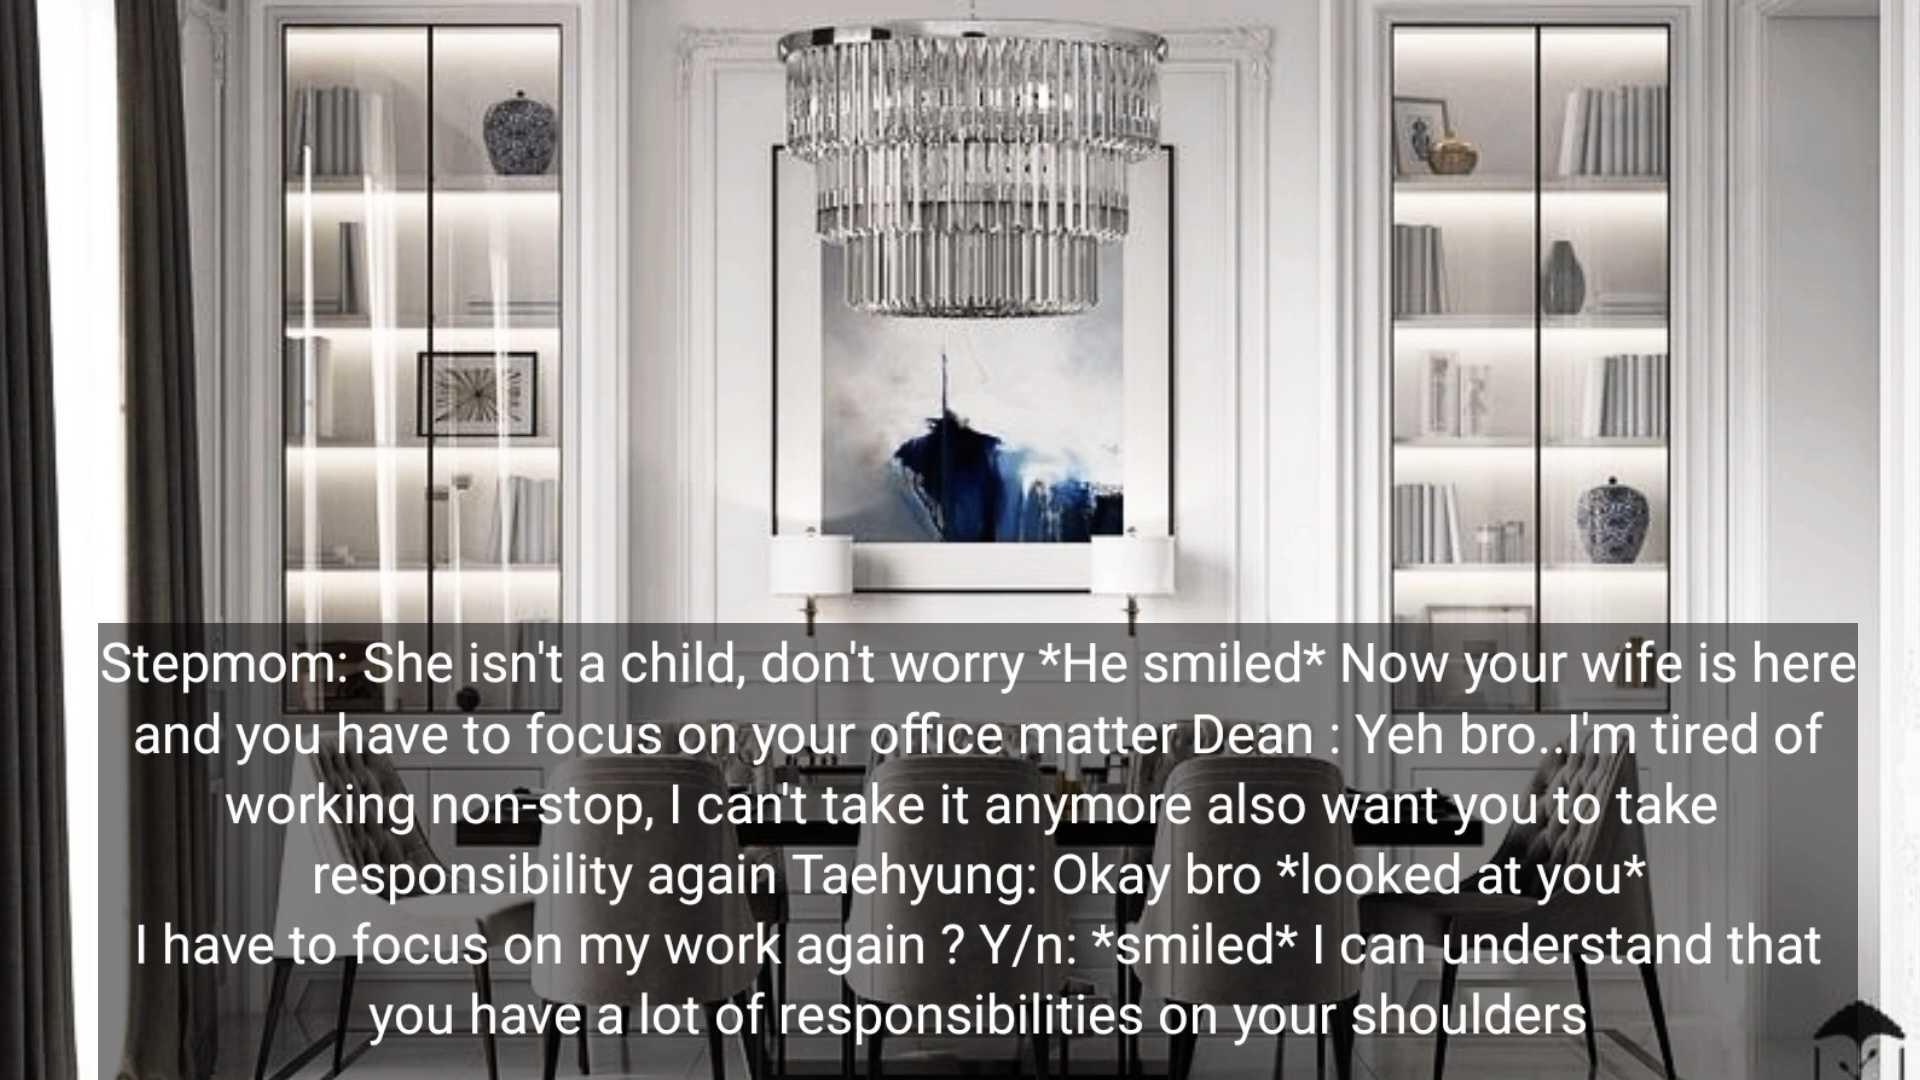 Stepmom: She isn't a child, don't worry *He smiled* Now your wife is here
and you have to focus on your office matter Dean : Yeh bro..I'm tired of
working non-stop, I can't take it anymore also want you to take
responsibility again Taehyung: Okay bro *looked at you*
I have to focus on my work again ? Y/n: *smiled* I can understand that
you have a lot of responsibilities on your shoulders